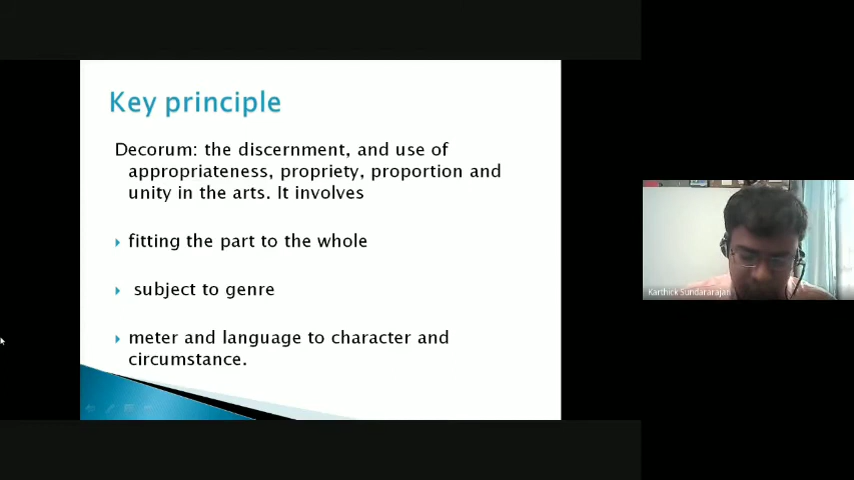 Key principle
Decorum: the discernment, and use of
appropriateness, propriety, proportion and
unity in the arts. It involves
fitting the part to the whole
subject to genre
meter and language to character and
circumstance.
Karthick Sundararajan